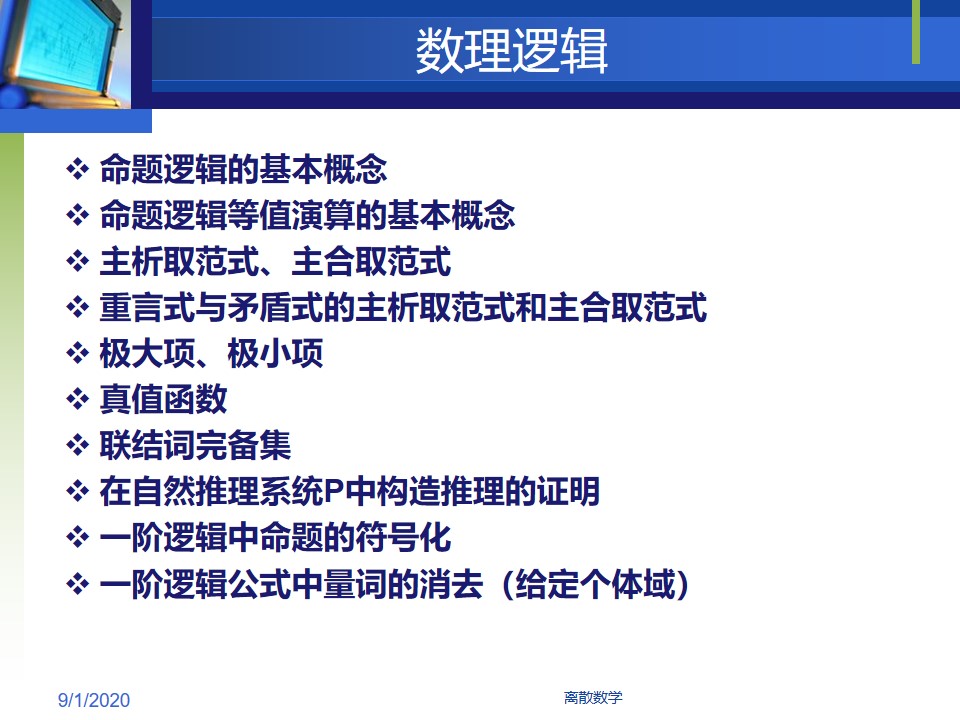 数理逻辑
❖ 命题逻辑的基本概念
❖ 命题逻辑等值演算的基本概念
❖ 主析取范式、主合取范式
❖ 重言式与矛盾式的主析取范式和主合取范式
❖ 极大项、极小项
❖ 真值函数
❖ 联结词完备集
❖ 在自然推理系统P中构造推理的证明
❖ 一阶逻辑中命题的符号化
❖ 一阶逻辑公式中量词的消去（给定个体域）
9/1/2020
离散数学